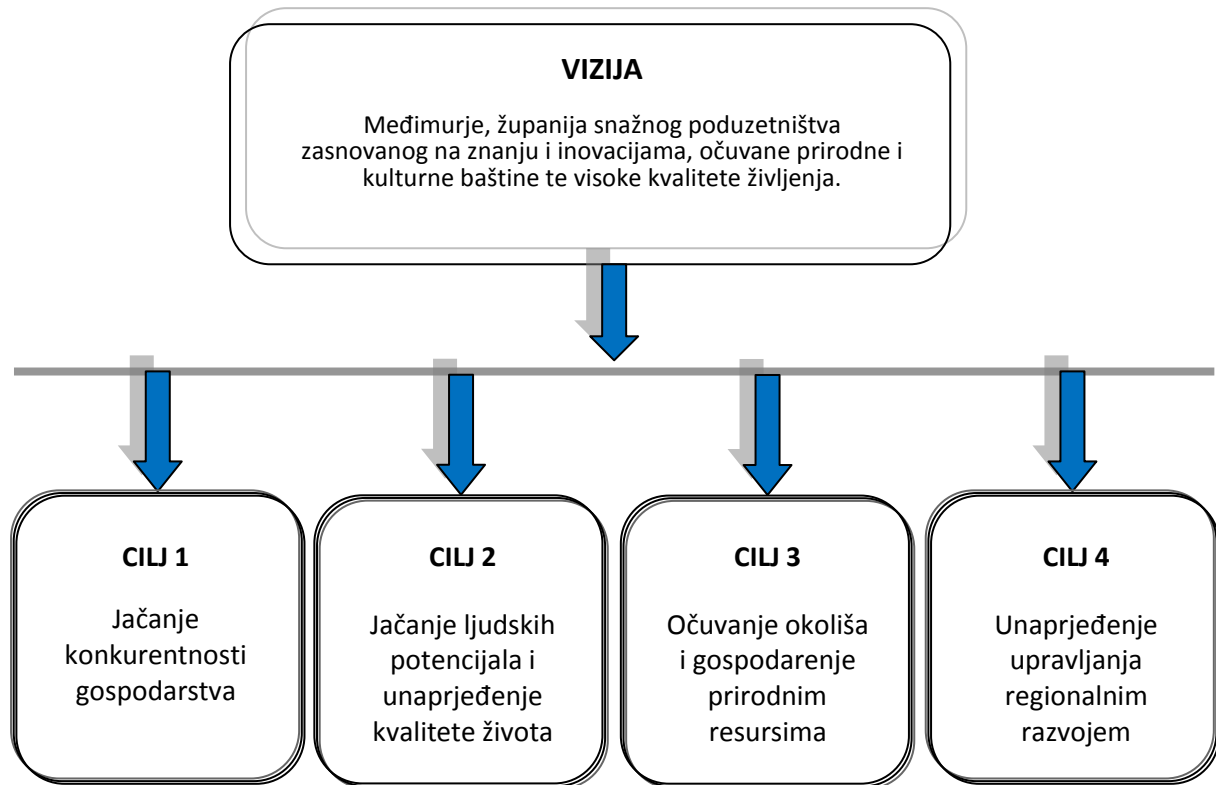 VIZIJA
Međimurje, županija snažnog poduzetništva
zasnovanog na znanju i inovacijama, očuvane prirodne i
kulturne baštine te visoke kvalitete življenja.
CILJ 1
Jačanje
konkurentnosti
gospodarstva
CILJ 2
Jačanje ljudskih
potencijala i
unaprjeđenje
kvalitete života
CILJ 3
Očuvanje okoliša
i gospodarenje
prirodnim
resursima
CILJ 4
Unaprjeđenje
upravljanja
regionalnim
razvojem